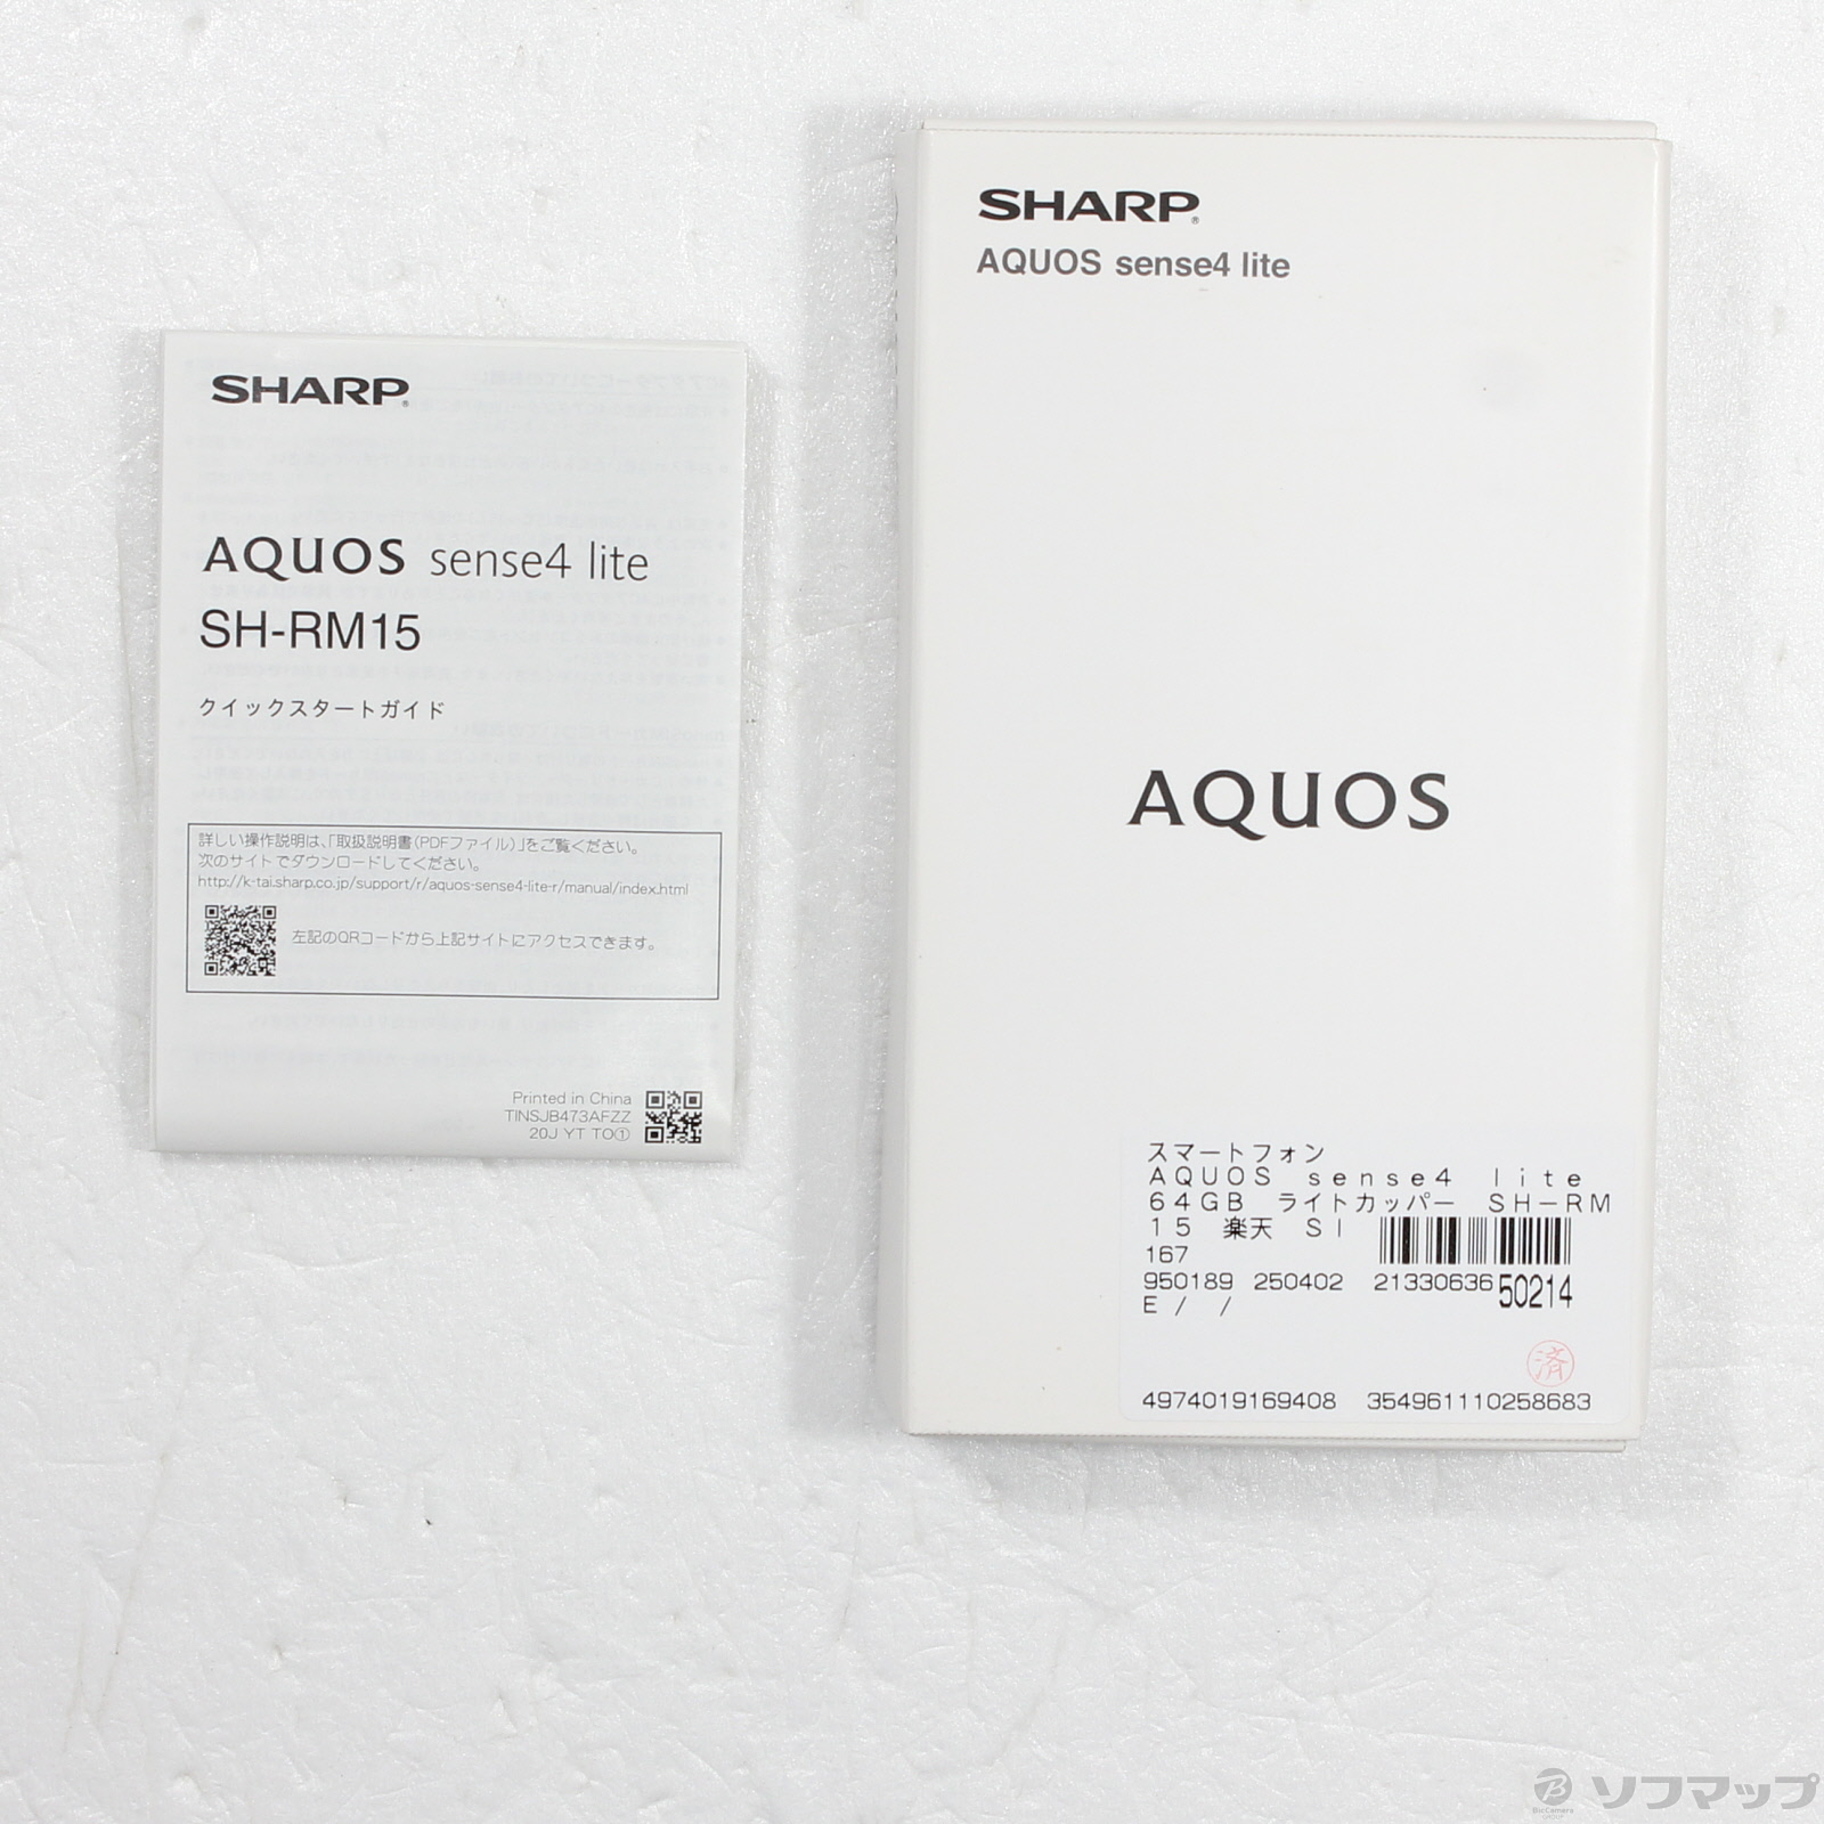 SHARP®
AQUOS sense4 lite
SH-RM15
クイックスタートガイド
詳しい操作説明は、「取扱説明書（PDFファイル）」をご覧ください。
次のサイトでダウンロードしてください。
http://k-tai.sharp.co.jp/support/r/aquos-sense4-lite-r/manual/index.html
左記のQRコードから上記サイトにアクセスできます。
Printed in China
TINSJB473AFZZ
20J YT TO①
SHARP®
AQUOS sense4 lite
AQUOS
スマートフォン
ＡＱＵＯＳ　ｓｅｎｓｅ４　ｌｉｔｅ
６４ＧＢ　ライトカッパー　ＳＨ－ＲＭ
１５　楽天　ＳＩ
167
950189 250402 21330636 50214
E / /
済
4974019169408 354961110258683
BicCamera
GROUP
ソフマップ